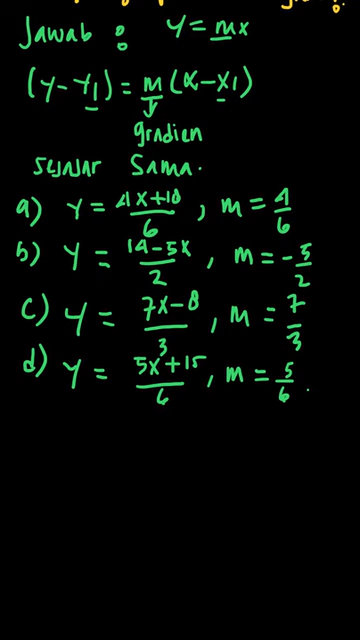 Jawab : y = mx
(y - y1) = m (x - x1)
gradien
sejajar sama.
a) y = 4x+10/6 , m = 4/6
b) y = 14-5x/2 , m = -5/2
c) y = 7x-8/3 , m = 7/3
d) y = 5x+15/6 , m = 5/6 .